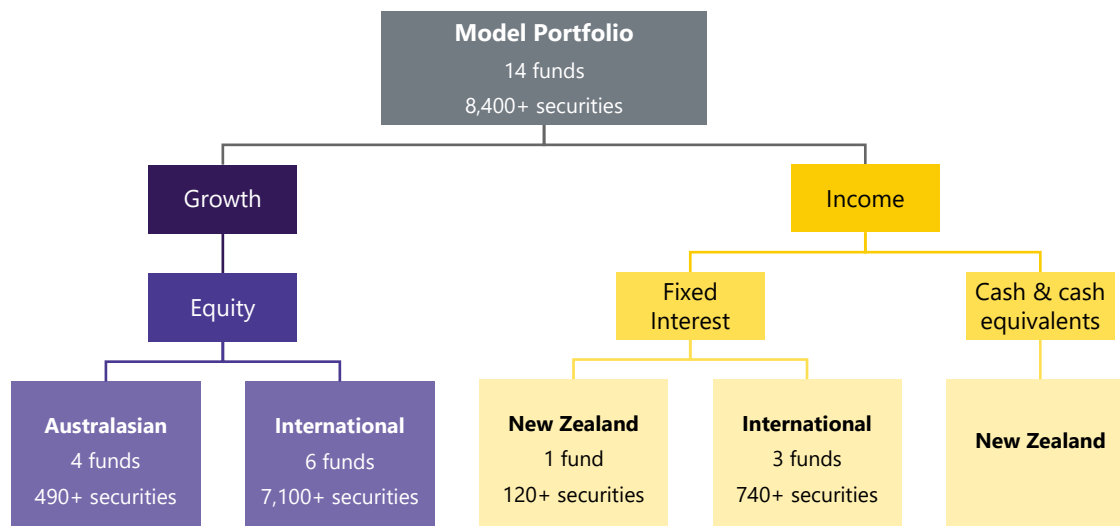 Model Portfolio
14 funds
8,400+ securities
Growth
Income
Equity
Fixed
Interest
Cash & cash
equivalents
Australasian
4 funds
490+ securities
International
6 funds
7,100+ securities
New Zealand
1 fund
120+ securities
International
3 funds
740+ securities
New Zealand